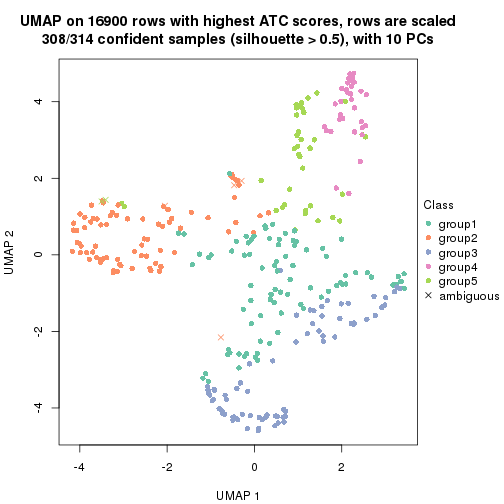 UMAP on 16900 rows with highest ATC scores, rows are scaled
308/314 confident samples (silhouette > 0.5), with 10 PCs
4
2
0
-2
-4
UMAP 2
-4
-2
0
2
UMAP 1
Class
group1
group2
group3
group4
group5
ambiguous